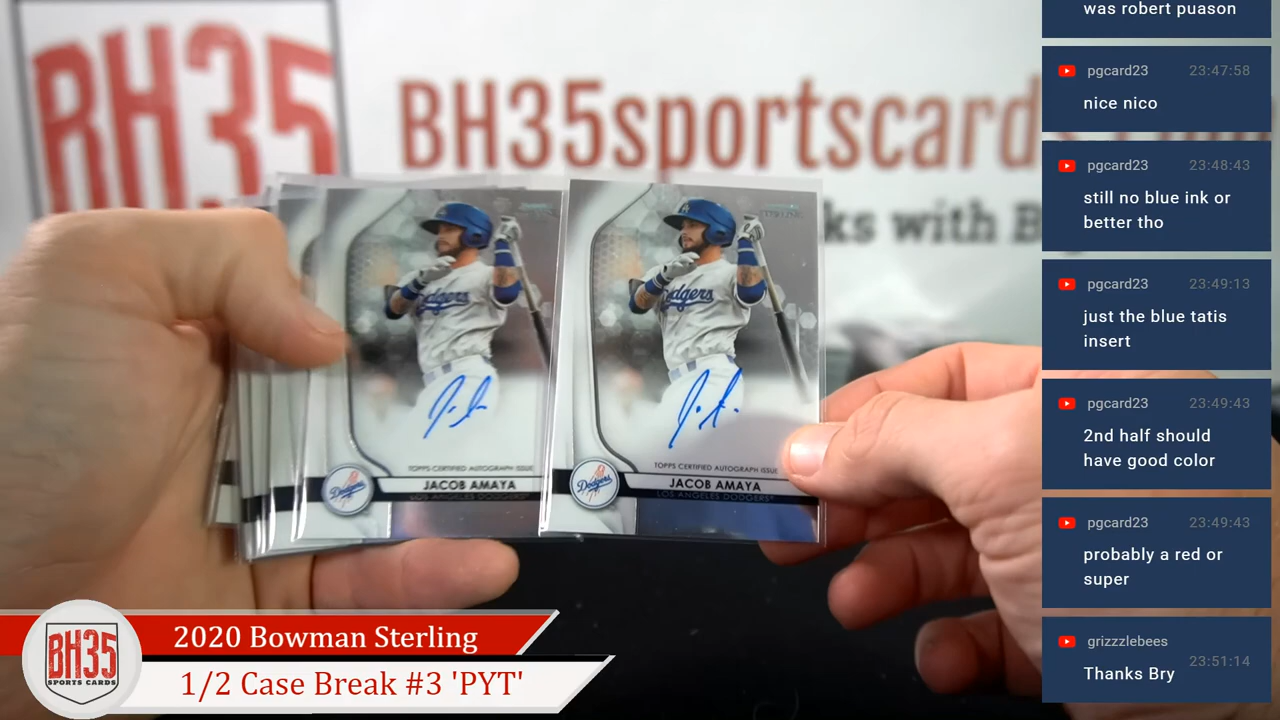 BH35
BH35sportscard
ks with B
Dodgers
Dodgers
TOPPS CERTIFIED AUTOGRAPH ISSUE
JACOB AMAYA
LOS ANGELES DODGERS
Dodgers
Dodgers
TOPPS CERTIFIED AUTOGRAPH ISSUE
JACOB AMAYA
LOS ANGELES DODGERS
was robert puason
pgcard23 23:47:58
nice nico
pgcard23 23:48:43
still no blue ink or
better tho
pgcard23 23:49:13
just the blue tatis
insert
pgcard23 23:49:43
2nd half should
have good color
pgcard23 23:49:43
probably a red or
super
grizzzlebees
23:51:14
Thanks Bry
BH35
SPORTS CARDS
2020 Bowman Sterling
1/2 Case Break #3 'PYT'